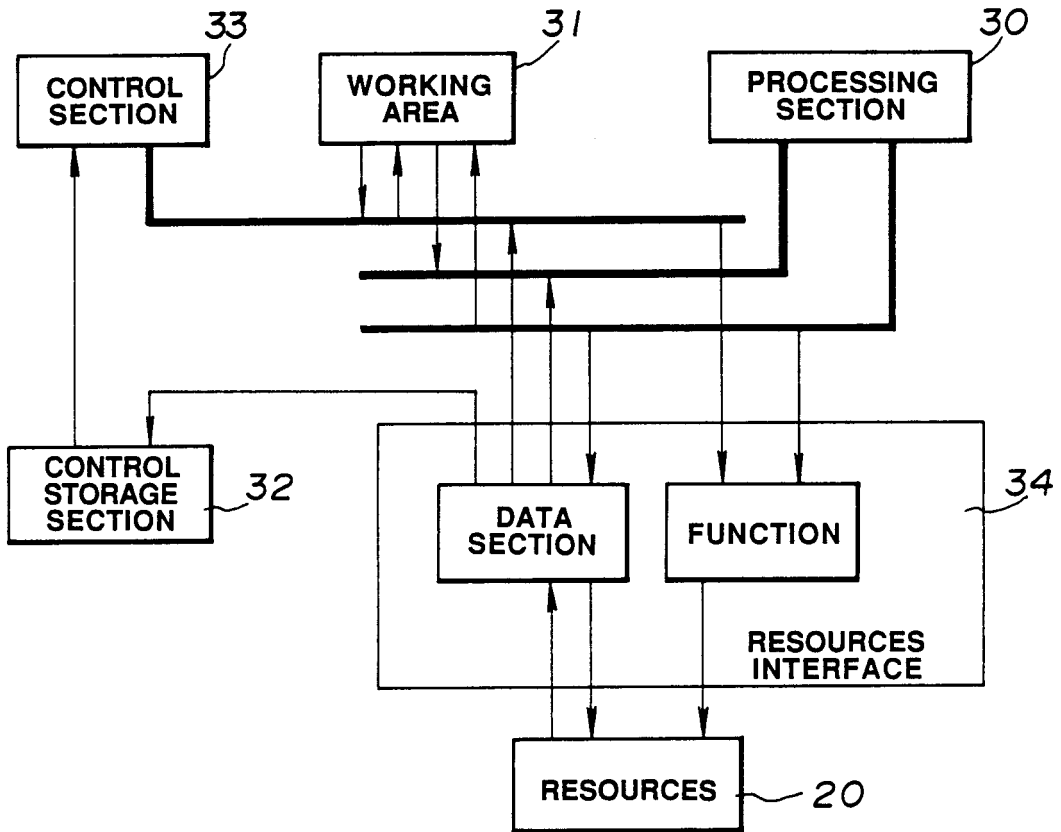 33
31
30
CONTROL
SECTION
WORKING
AREA
PROCESSING
SECTION
CONTROL
STORAGE
SECTION
32
DATA
SECTION
FUNCTION
34
RESOURCES
INTERFACE
RESOURCES
20